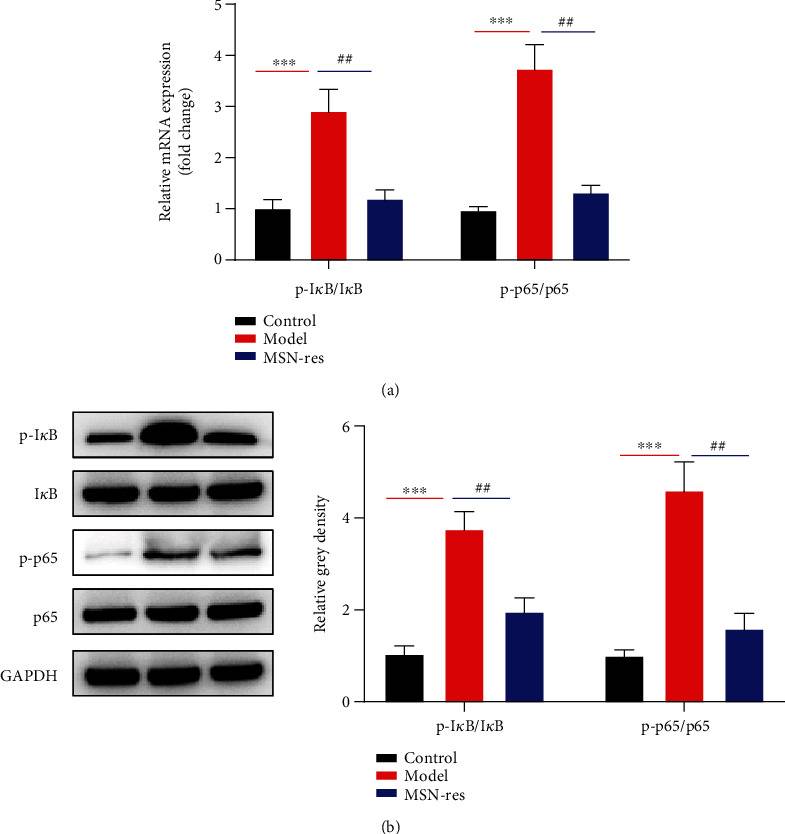 Relative mRNA expression
(fold change)
5
4
3
2
1
0
***
##
***
##
p-IκB/IκB
p-p65/p65
Control
Model
MSN-res
(a)
p-IκB
IκB
p-p65
p65
GAPDH
Relative grey density
6
4
2
0
***
##
***
##
p-IκB/IκB
p-p65/p65
Control
Model
MSN-res
(b)